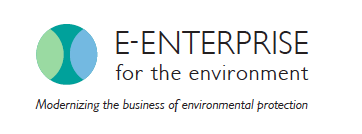 E-ENTERPRISE
for the environment
Modernizing the business of environmental protection